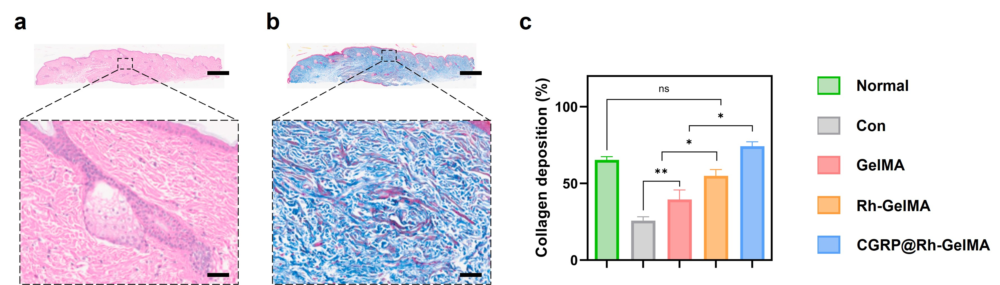 a
b
c
Collagen deposition (%)
100
50
0
ns
*
*
**
Normal
Con
GelMA
Rh-GelMA
CGRP@Rh-GelMA